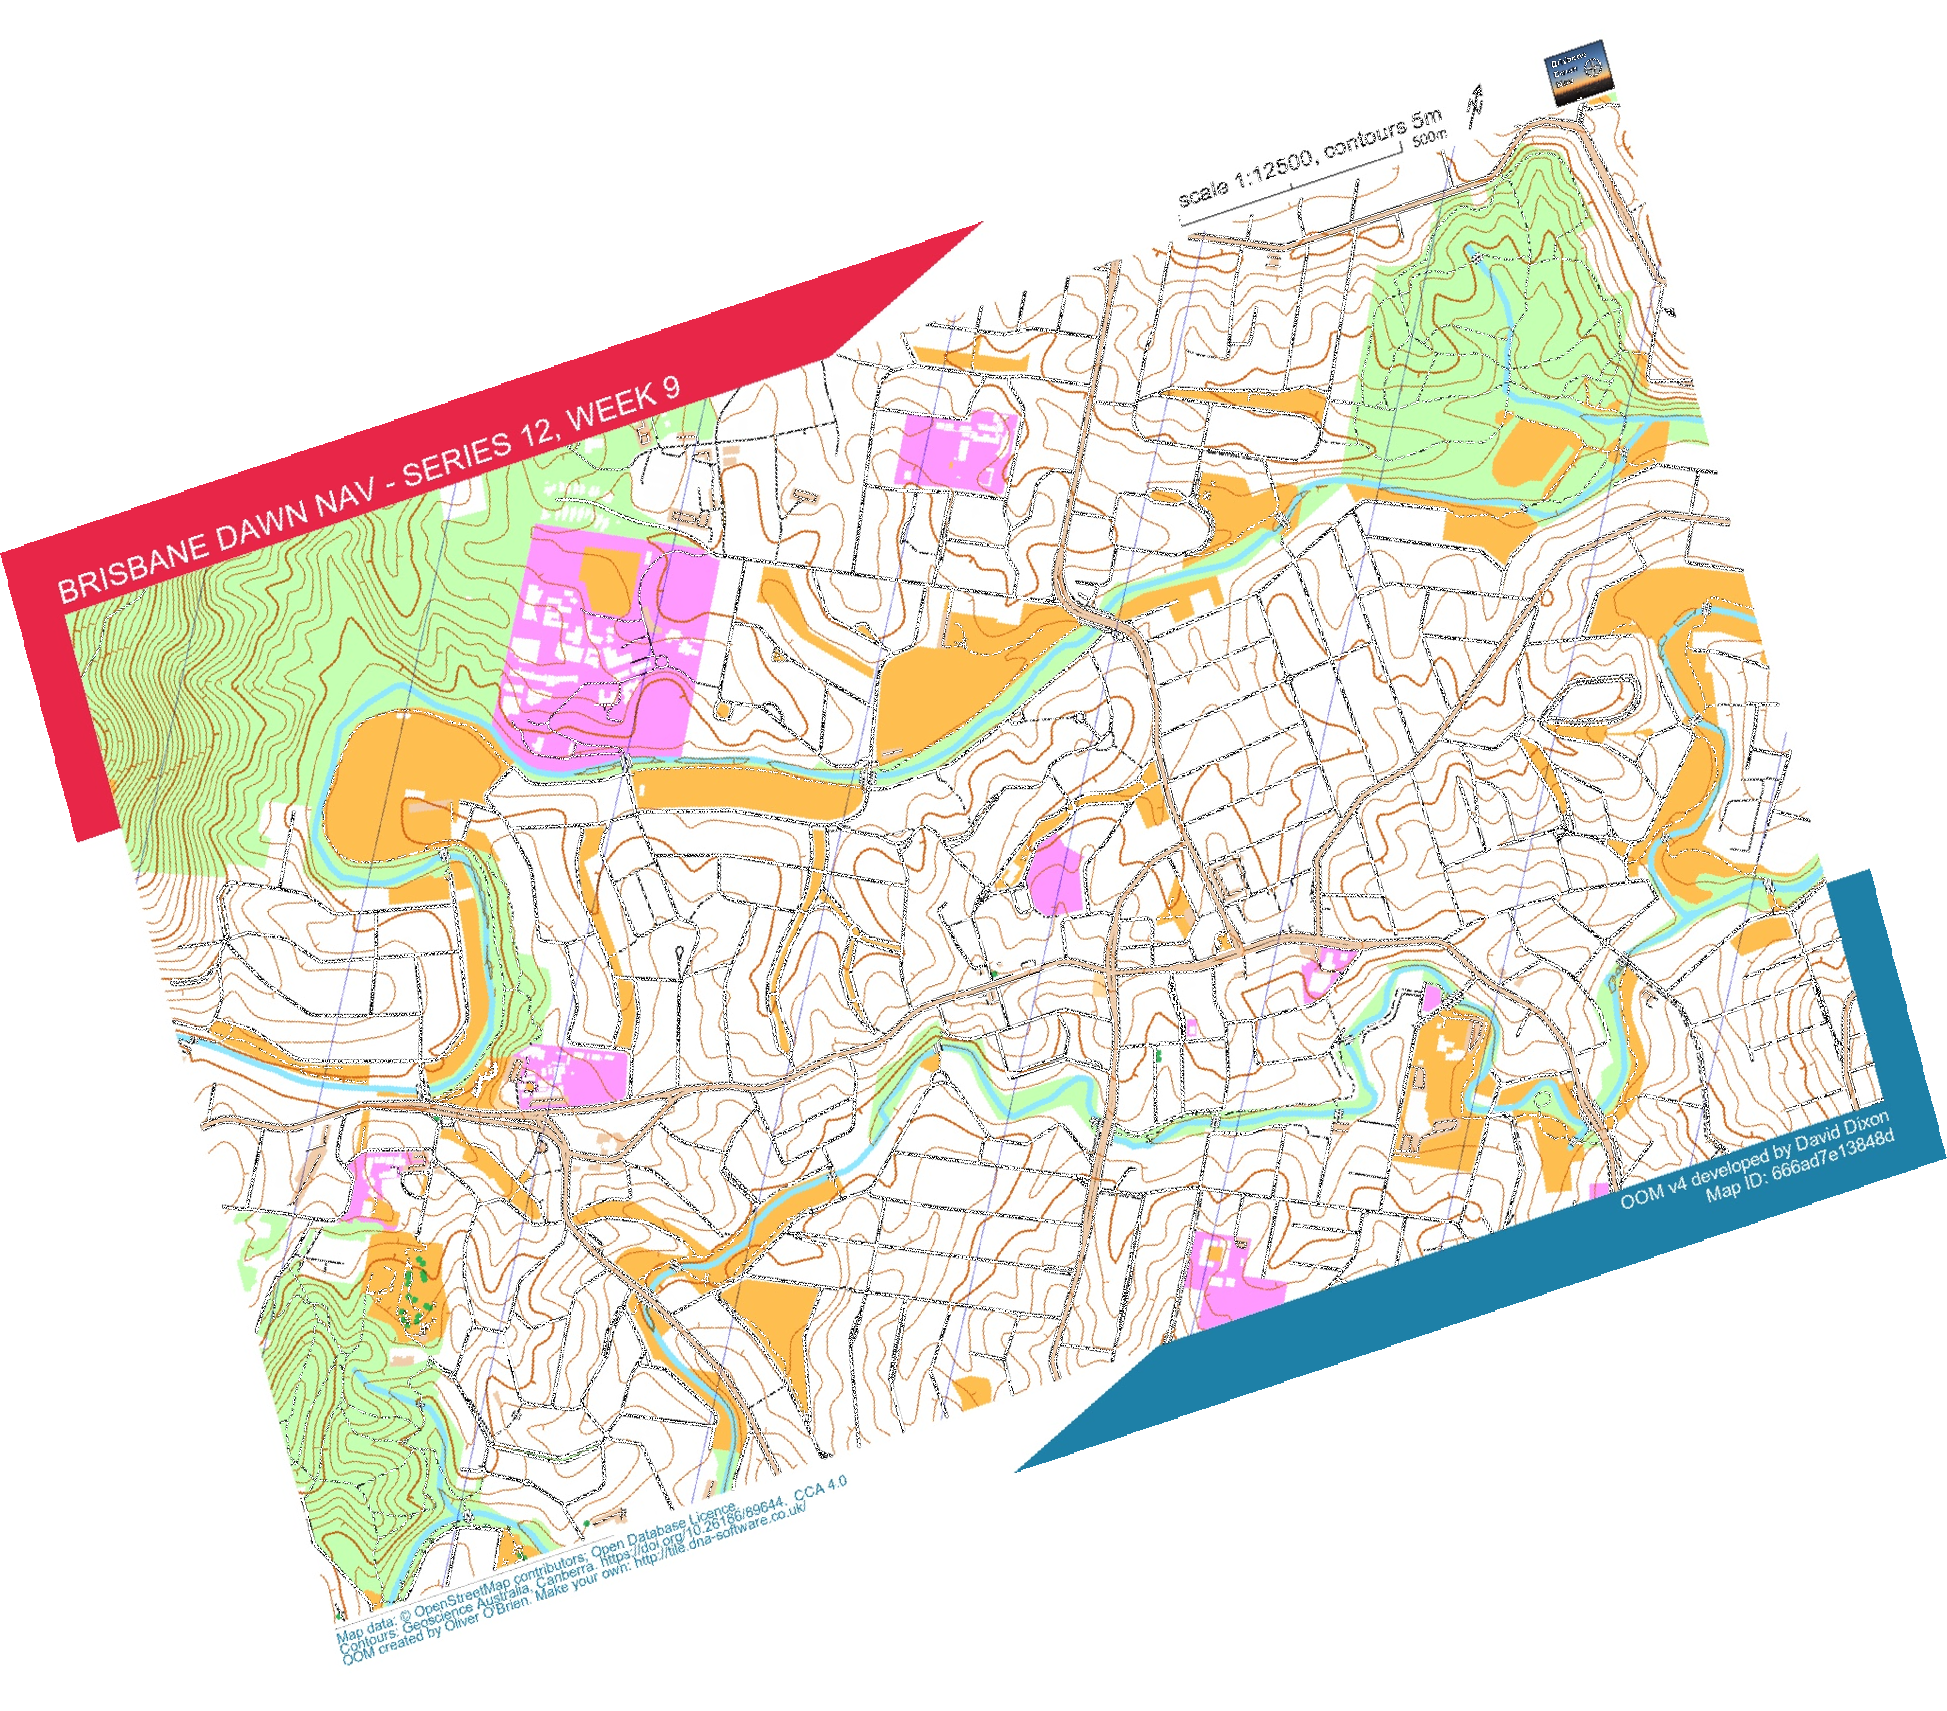 scale 1:12500, contours 5m
500m
N
BRISBANE DAWN NAV - SERIES 12, WEEK 9
OOM v4 developed by David Dixon
Map ID: 666ad7e13848d
Map data: © OpenStreetMap contributors, Open Database Licence.
Contours: Geoscience Australia, Canberra. https://doi.org/10.26186/89644. CCA 4.0
OOM created by Oliver O'Brien. Make your own: http://tile.dna-software.co.uk/